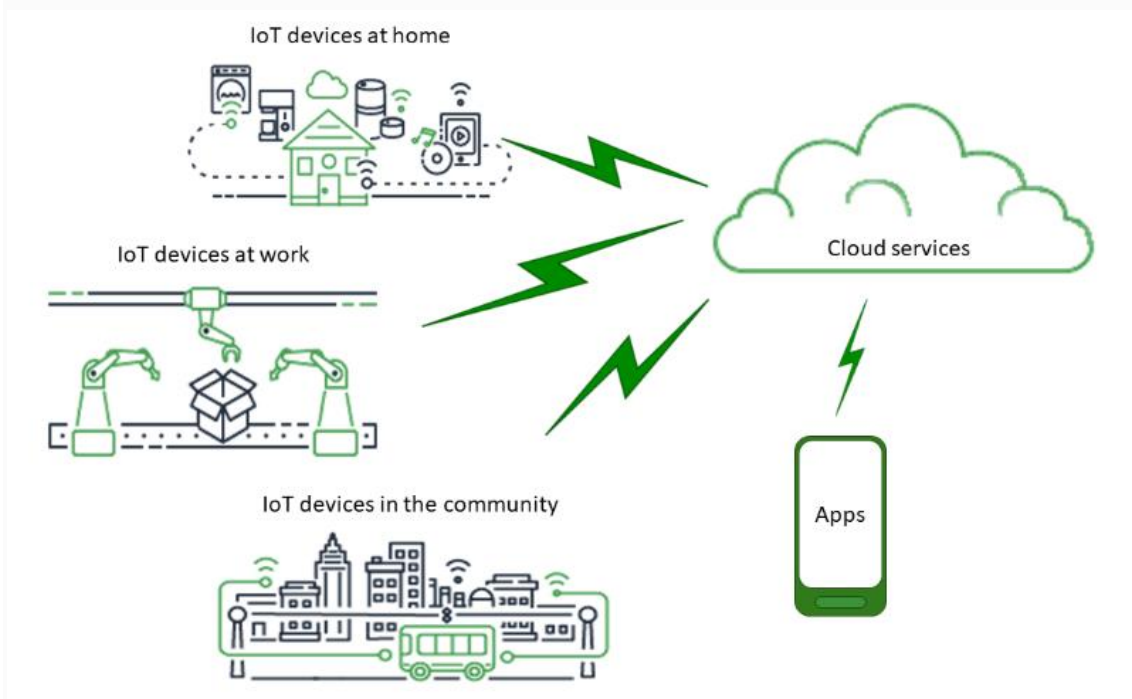 IoT devices at home
Cloud services
IoT devices at work
Apps
IoT devices in the community